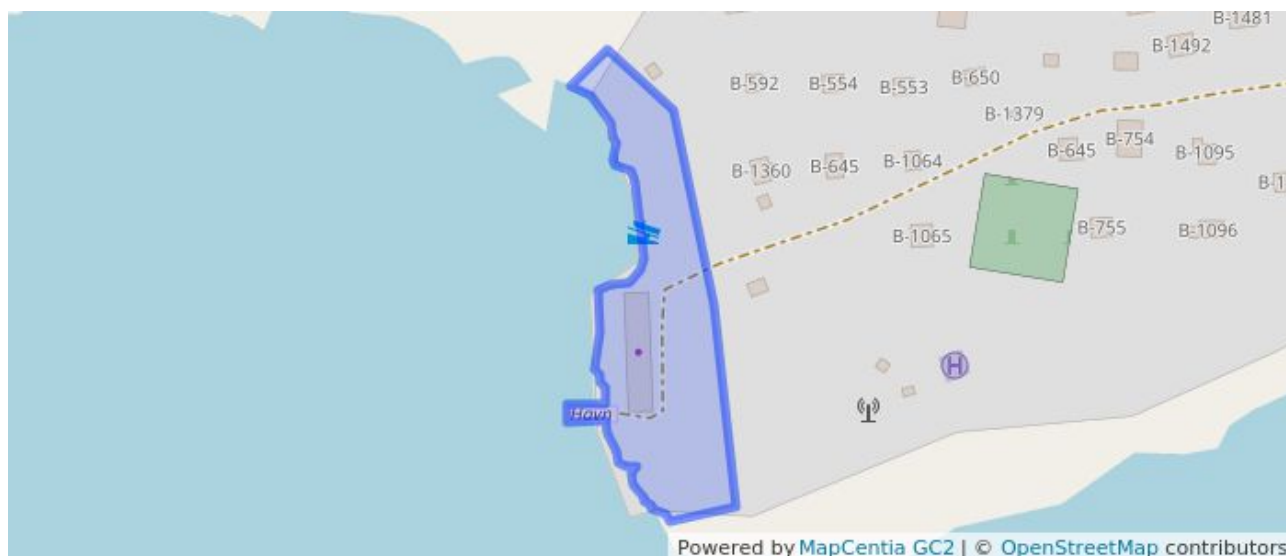 B-1481
B-1492
B-592 B-554 B-553 B-650
B-1379
B-645 B-754
B-1095
B-1360 B-645 B-1064
B-1
B-1065 B-755 B-1096
H
Havn
Powered by MapCentia GC2 | © OpenStreetMap contributors